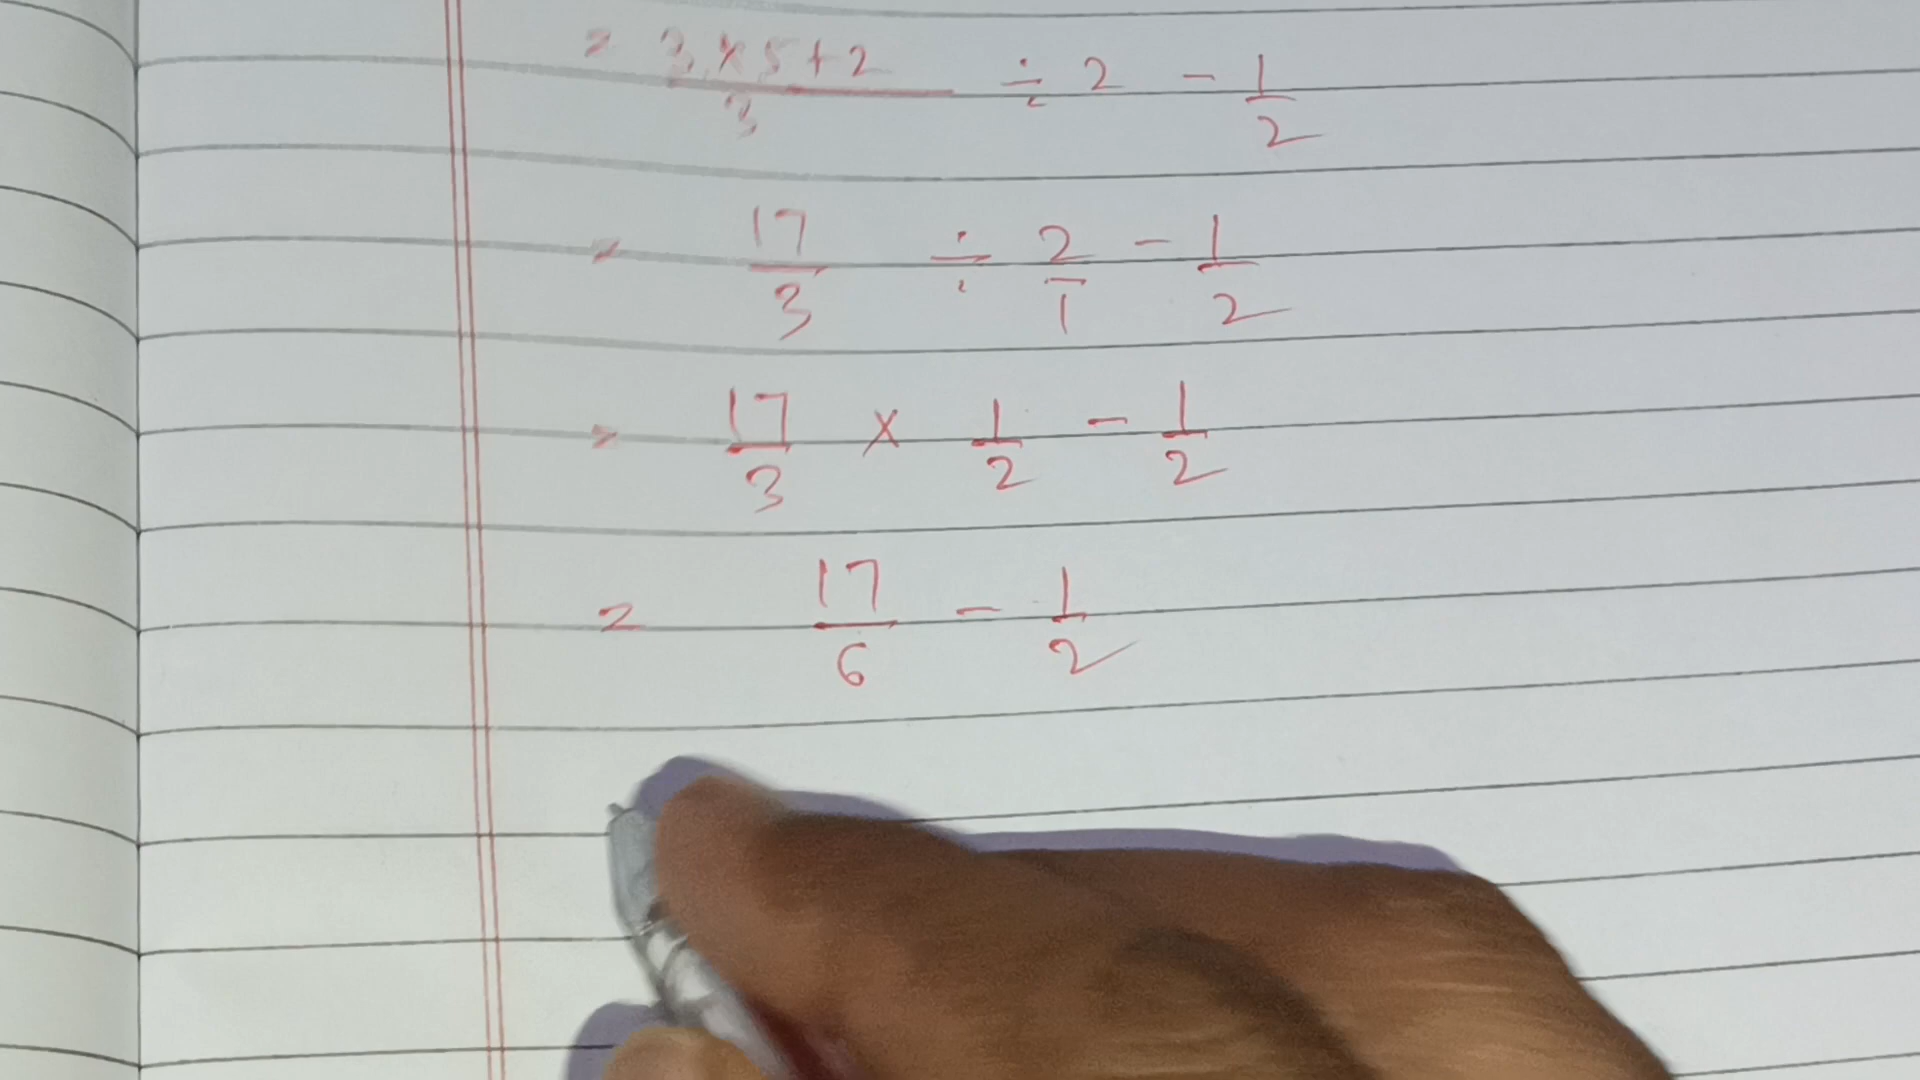 = 3×5+2/3 ÷ 2 - 1/2
= 17/3 ÷ 2/1 - 1/2
= 17/3 × 1/2 - 1/2
= 17/6 - 1/2